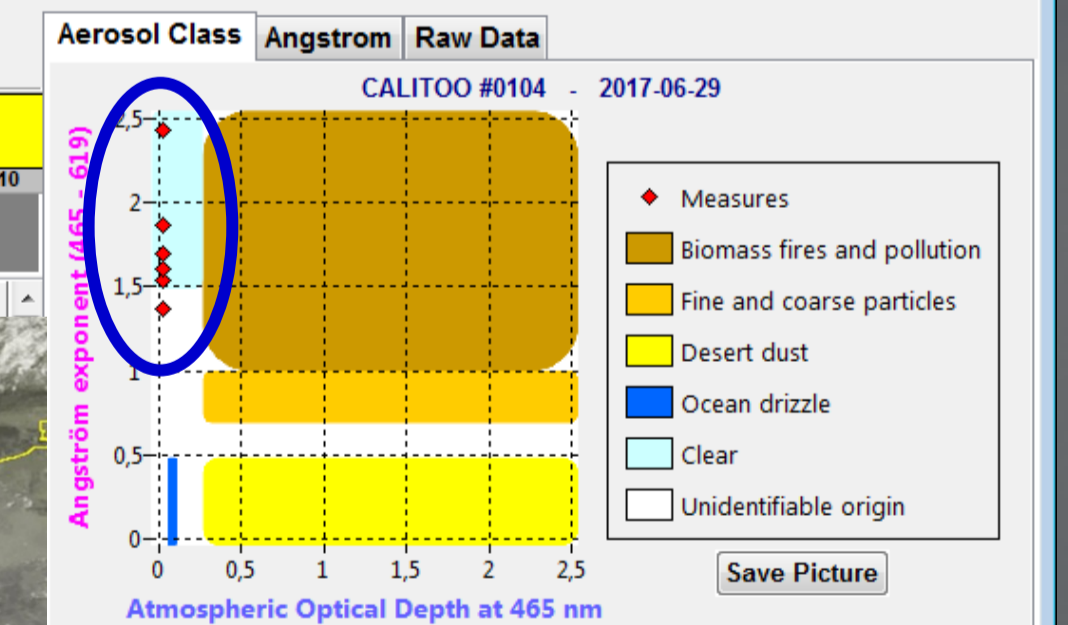 Aerosol Class Angstrom Raw Data
CALITOO #0104 - 2017-06-29
10
Angström exponent (465 - 619)
2,5
2
1,5
1
0,5
0
0 0,5 1 1,5 2 2,5
Atmospheric Optical Depth at 465 nm
Measures
Biomass fires and pollution
Fine and coarse particles
Desert dust
Ocean drizzle
Clear
Unidentifiable origin
Save Picture